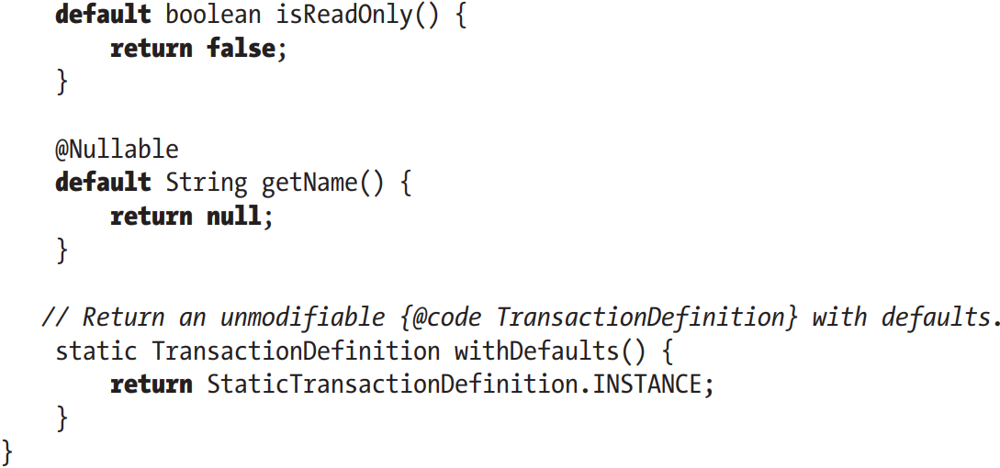 default boolean isReadOnly() {
return false;
}
@Nullable
default String getName() {
return null;
}
// Return an unmodifiable {@code TransactionDefinition} with defaults.
static TransactionDefinition withDefaults() {
return StaticTransactionDefinition.INSTANCE;
}
}